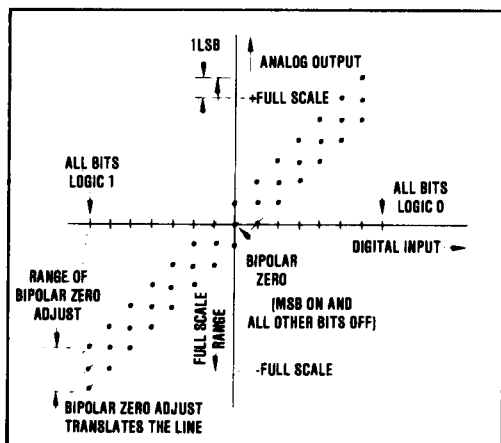 1LSB
ANALOG OUTPUT
+FULL SCALE
ALL BITS
LOGIC 1
ALL BITS
LOGIC 0
DIGITAL INPUT
BIPOLAR
ZERO
(MSB ON AND
ALL OTHER BITS OFF)
RANGE OF
BIPOLAR ZERO
ADJUST
FULL SCALE
RANGE
-FULL SCALE
BIPOLAR ZERO ADJUST
TRANSLATES THE LINE